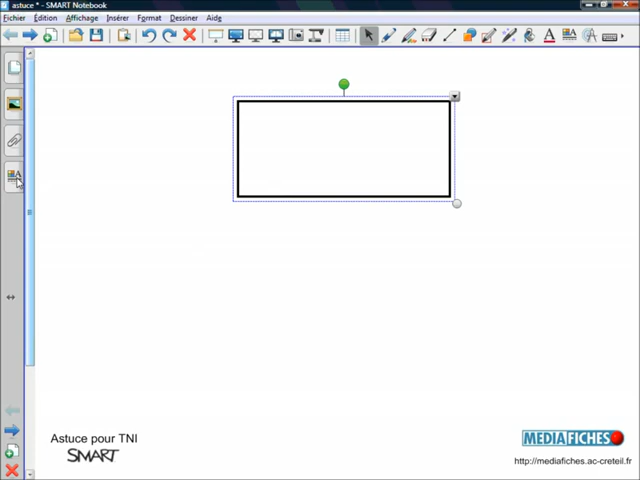 astuce * - SMART Notebook
Fichier Édition Affichage Insérer Format Dessiner Aide
Astuce pour TNI
SMART
MEDIAFICHES
http://mediafiches.ac-creteil.fr